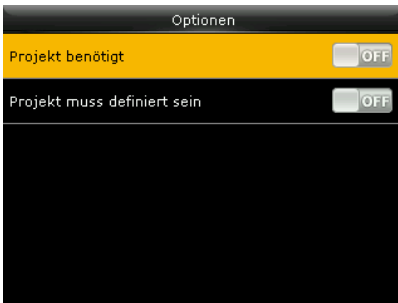 Optionen
Projekt benötigt OFF
Projekt muss definiert sein OFF